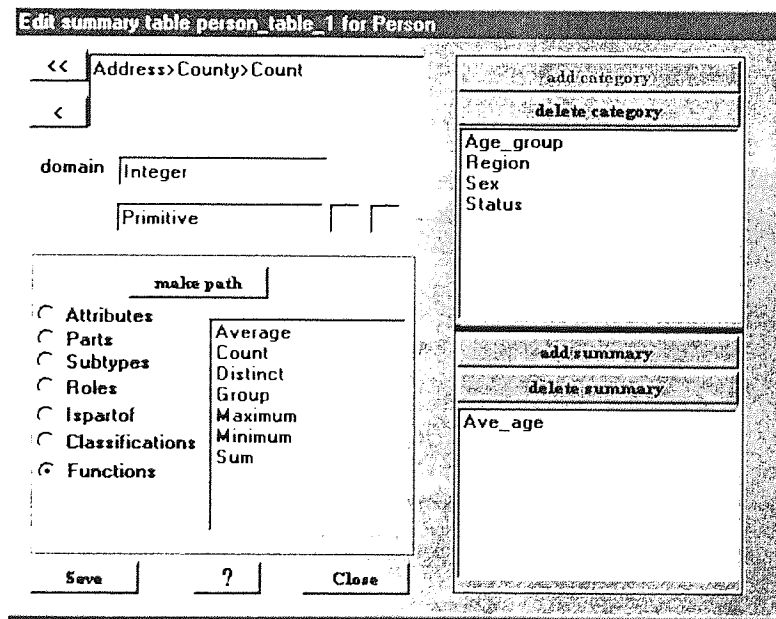 Edit summary table person_table_1 for Person
<<
Address>County>Count
<
domain
Integer
Primitive
make path
Attributes
Parts
Subtypes
Roles
Ispartof
Classifications
Functions
Average
Count
Distinct
Group
Maximum
Minimum
Sum
Save
?
Close
add category
delete category
Age_group
Region
Sex
Status
add summary
delete summary
Ave_age